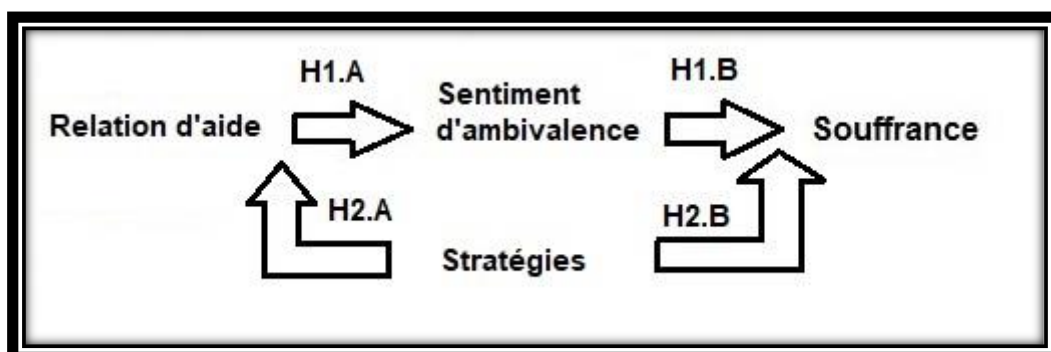 H1.A
H1.B
Relation d'aide
Sentiment
d'ambivalence
Souffrance
H2.A
H2.B
Stratégies